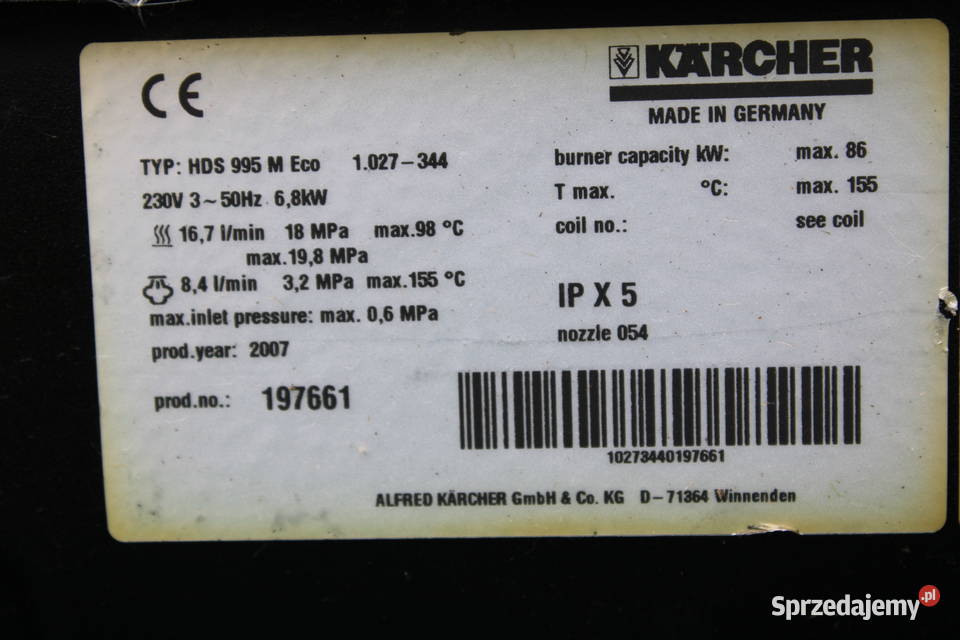 CE
KÄRCHER
MADE IN GERMANY
TYP: HDS 995 M Eco 1.027-344
230V 3~50Hz 6,8kW
16,7 l/min 18 MPa max.98 °C
max.19,8 MPa
8,4 l/min 3,2 MPa max.155 °C
max.inlet pressure: max. 0,6 MPa
prod.year: 2007
prod.no.: 197661
burner capacity kW: max. 86
T max. °C: max. 155
coil no.: see coil
IP X 5
nozzle 054
10273440197661
ALFRED KÄRCHER GmbH & Co. KG D-71364 Winnenden
Sprzedajemy.pl